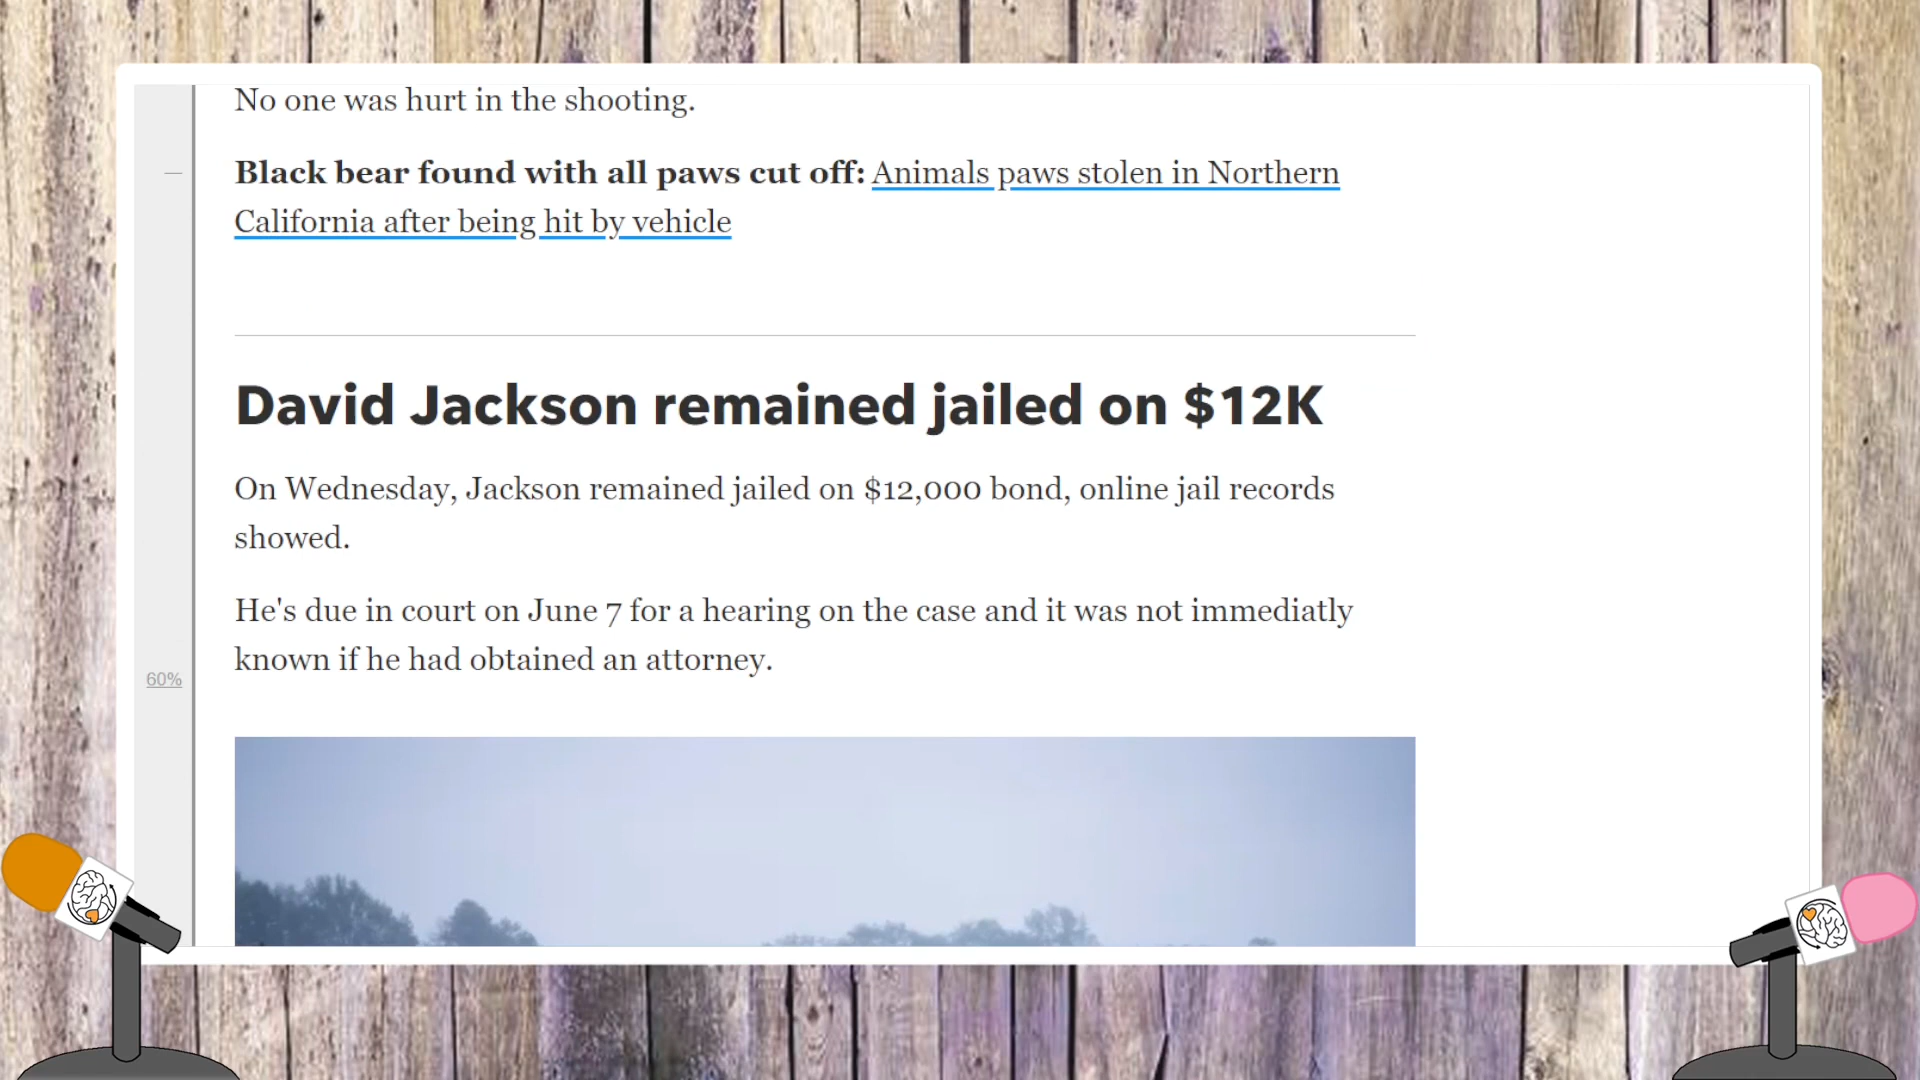 No one was hurt in the shooting.
Black bear found with all paws cut off: Animals paws stolen in Northern
California after being hit by vehicle
David Jackson remained jailed on $12K
On Wednesday, Jackson remained jailed on $12,000 bond, online jail records
showed.
He's due in court on June 7 for a hearing on the case and it was not immediatly
known if he had obtained an attorney.
60%